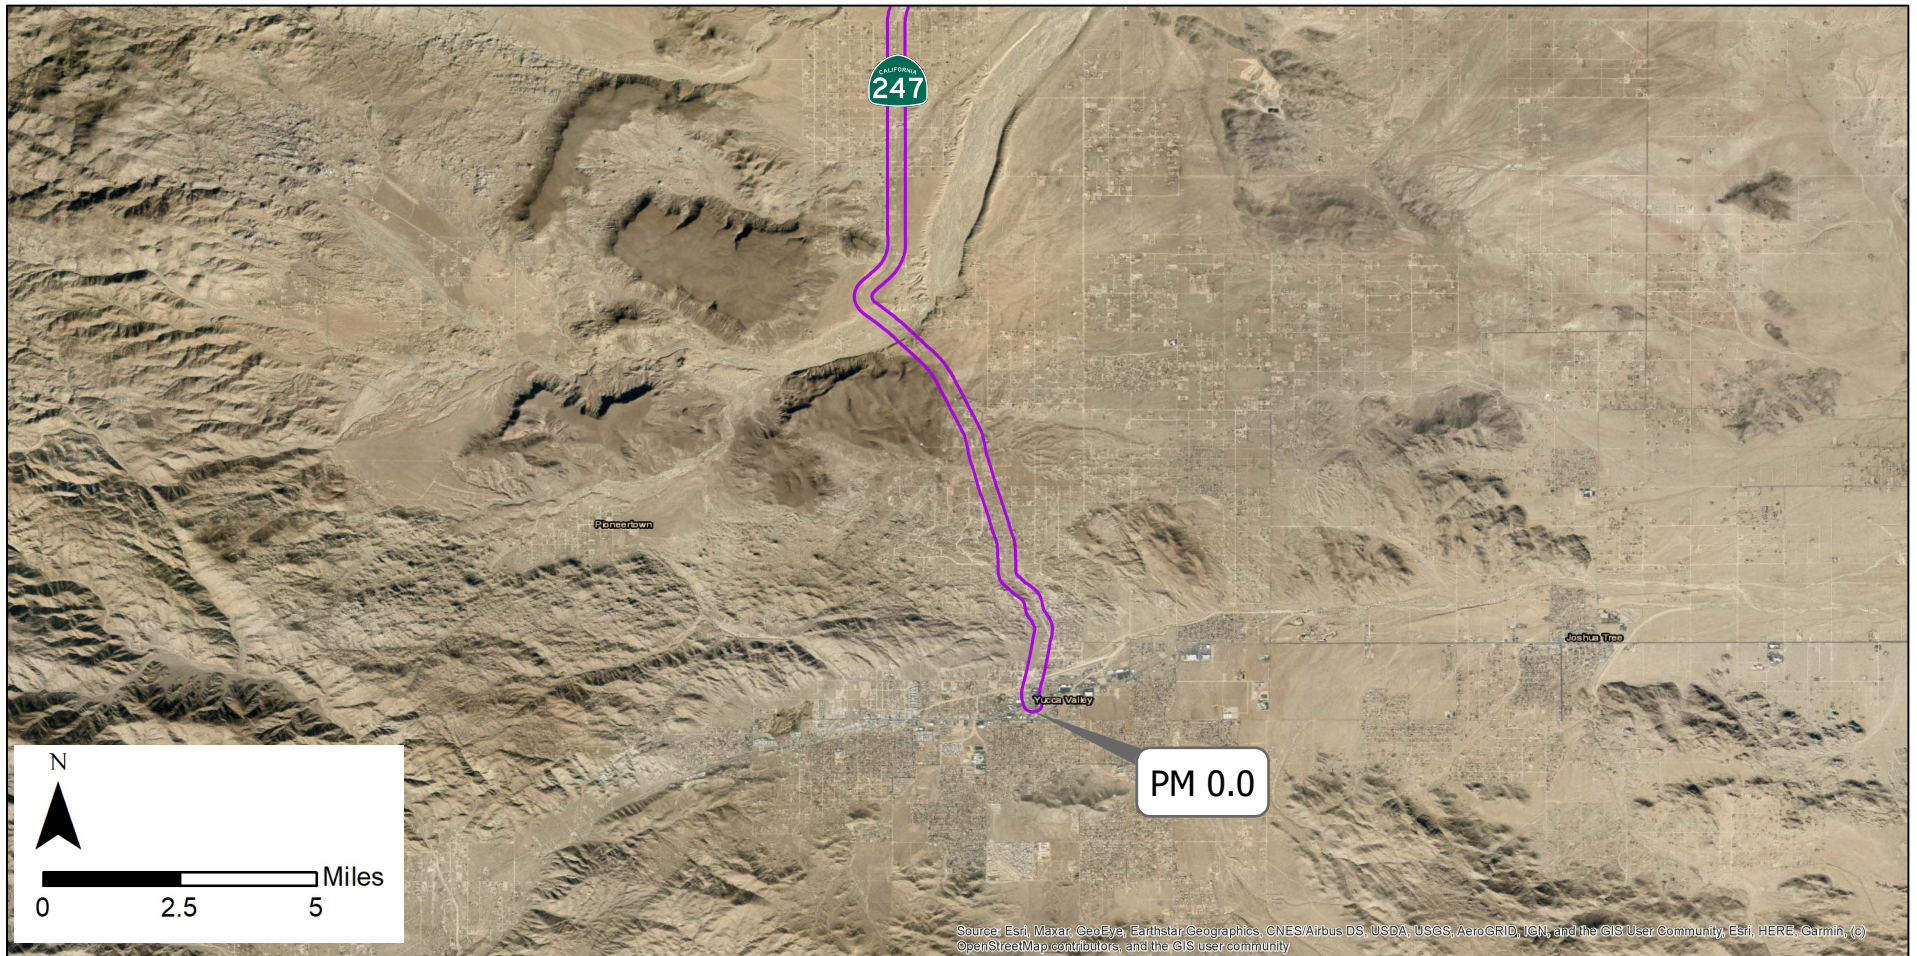 CALIFORNIA
247
Pioneertown
Joshua Tree
Yucca Valley
PM 0.0
N
Miles
0 2.5 5
Source: Esri, Maxar, GeoEye, Earthstar Geographics, CNES/Airbus DS, USDA, USGS, AeroGRID, IGN, and the GIS User Community, Esri, HERE, Garmin, (c)
OpenStreetMap contributors, and the GIS user community